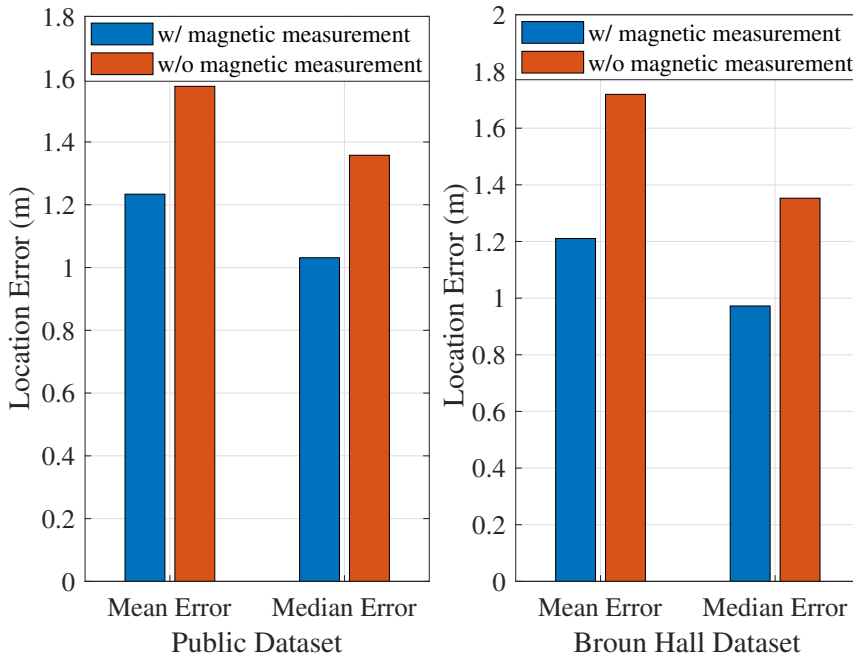 w/ magnetic measurement
w/o magnetic measurement
1.8
1.6
1.4
1.2
1
0.8
0.6
0.4
0.2
0
Location Error (m)
Mean Error Median Error
Public Dataset
w/ magnetic measurement
w/o magnetic measurement
2
1.8
1.6
1.4
1.2
1
0.8
0.6
0.4
0.2
0
Location Error (m)
Mean Error Median Error
Broun Hall Dataset